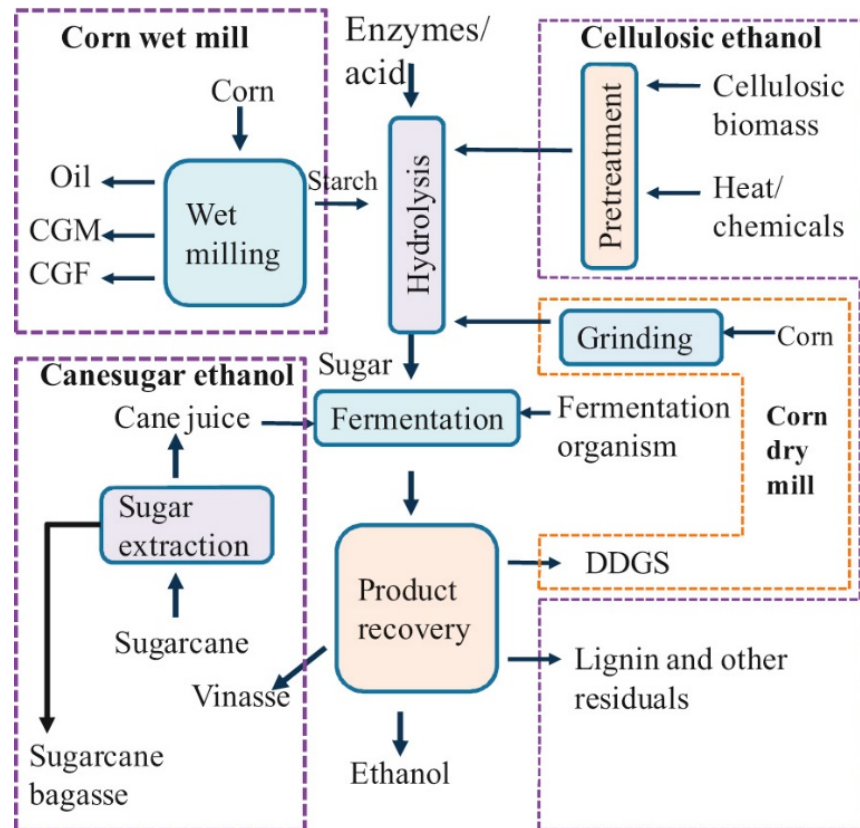 Corn wet mill
Corn
Oil
CGM
CGF
Wet
milling
Starch
Enzymes/
acid
Hydrolysis
Cellulosic ethanol
Pretreatment
Cellulosic
biomass
Heat/
chemicals
Grinding
Corn
Corn
dry
mill
Sugar
Canesugar ethanol
Cane juice
Fermentation
Fermentation
organism
Sugar
extraction
Sugarcane
Sugarcane
bagasse
Product
recovery
DDGS
Vinasse
Lignin and other
residuals
Ethanol